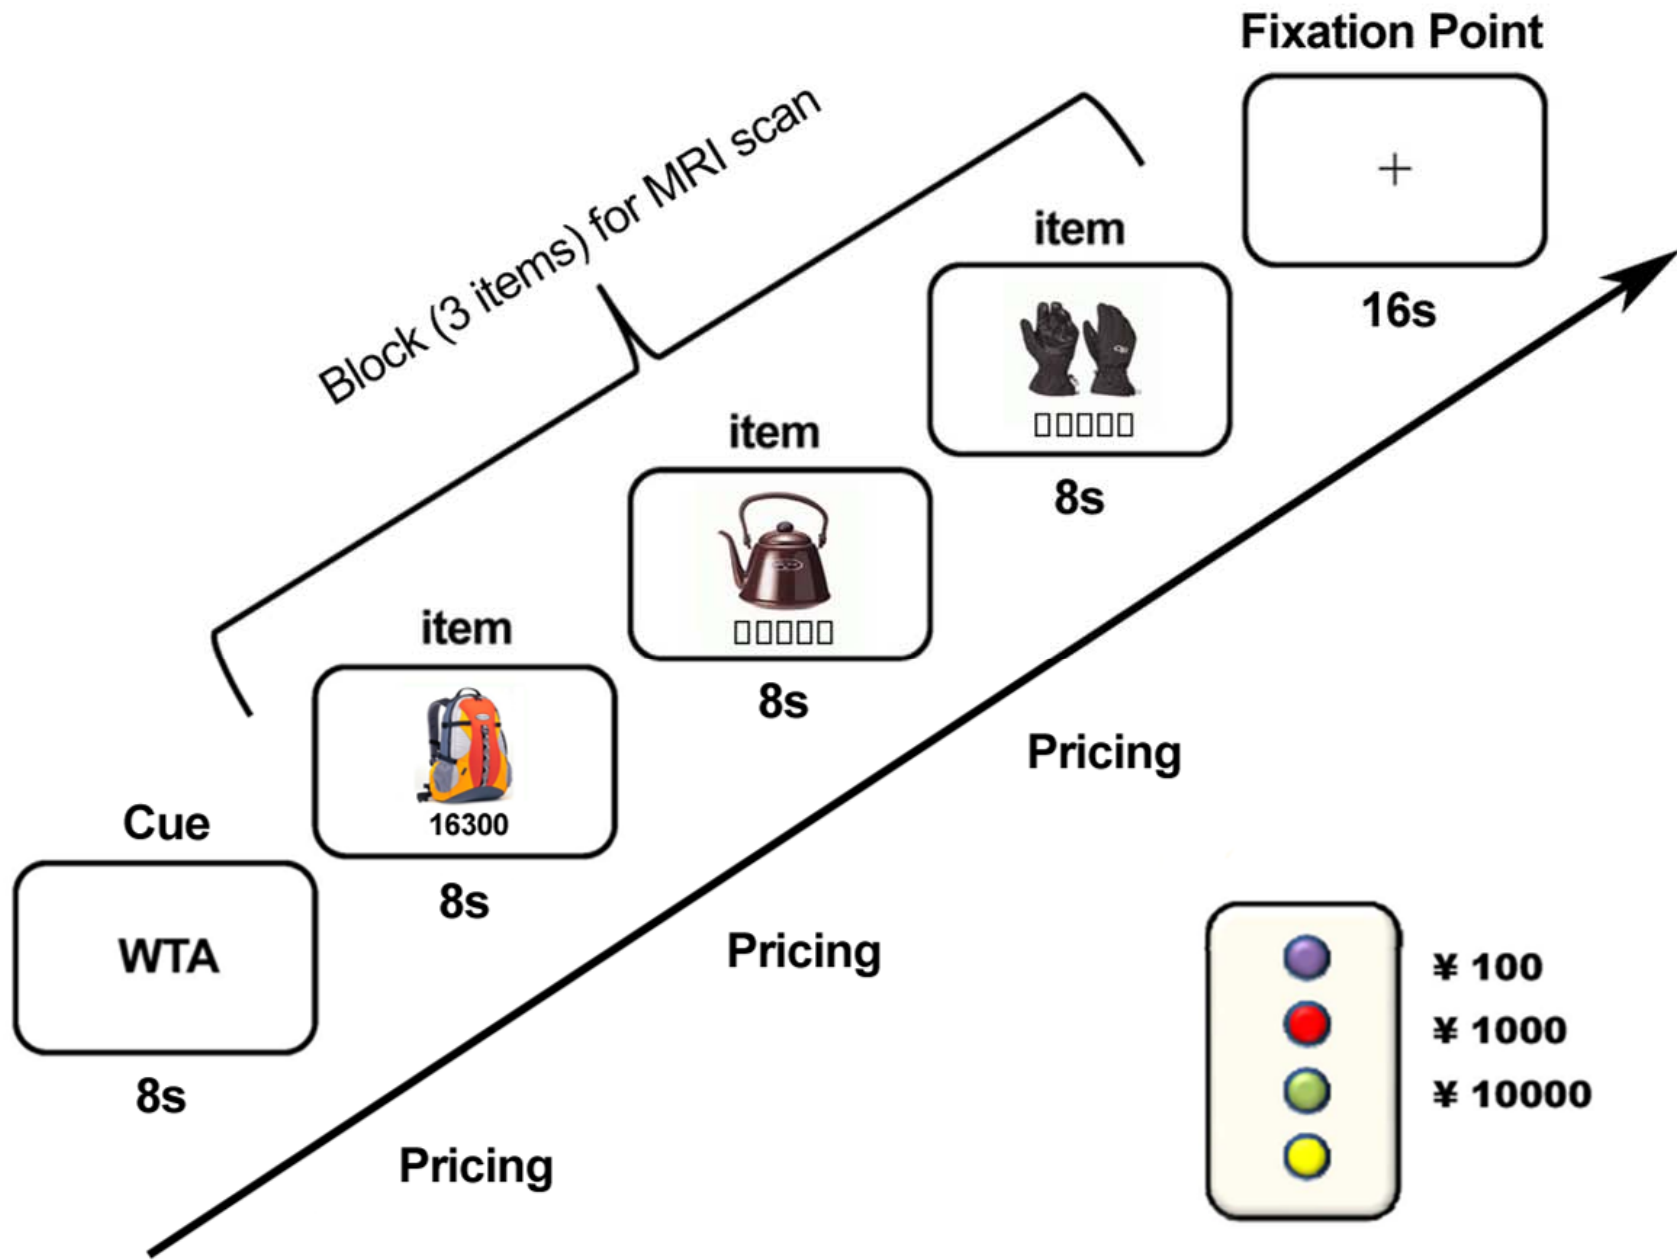 Fixation Point
16s
Block (3 items) for MRI scan
item
□□□□□
8s
item
□□□□□
8s
item
16300
8s
Cue
WTA
8s
Pricing
Pricing
Pricing
¥ 100
¥ 1000
¥ 10000